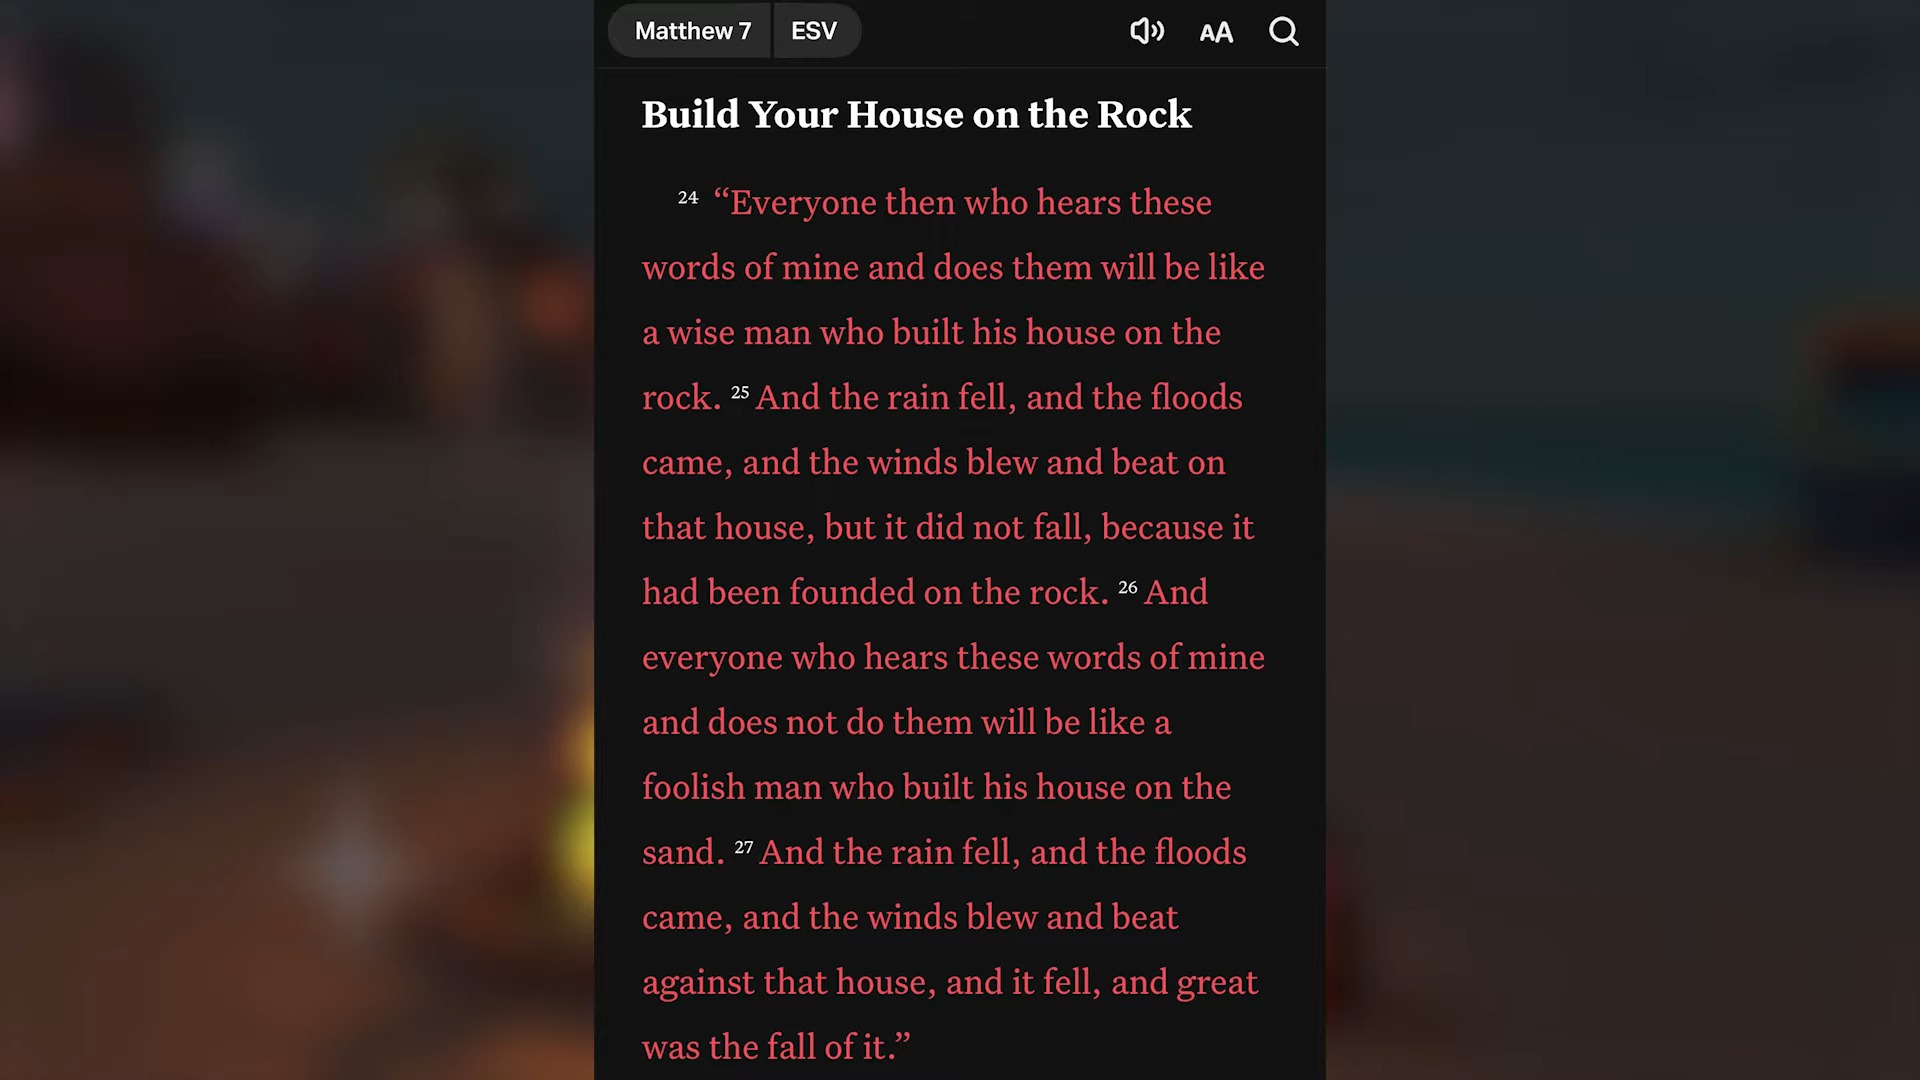 Matthew 7 ESV AA
Build Your House on the Rock
24 “Everyone then who hears these
words of mine and does them will be like
a wise man who built his house on the
rock. 25 And the rain fell, and the floods
came, and the winds blew and beat on
that house, but it did not fall, because it
had been founded on the rock. 26 And
everyone who hears these words of mine
and does not do them will be like a
foolish man who built his house on the
sand. 27 And the rain fell, and the floods
came, and the winds blew and beat
against that house, and it fell, and great
was the fall of it.”